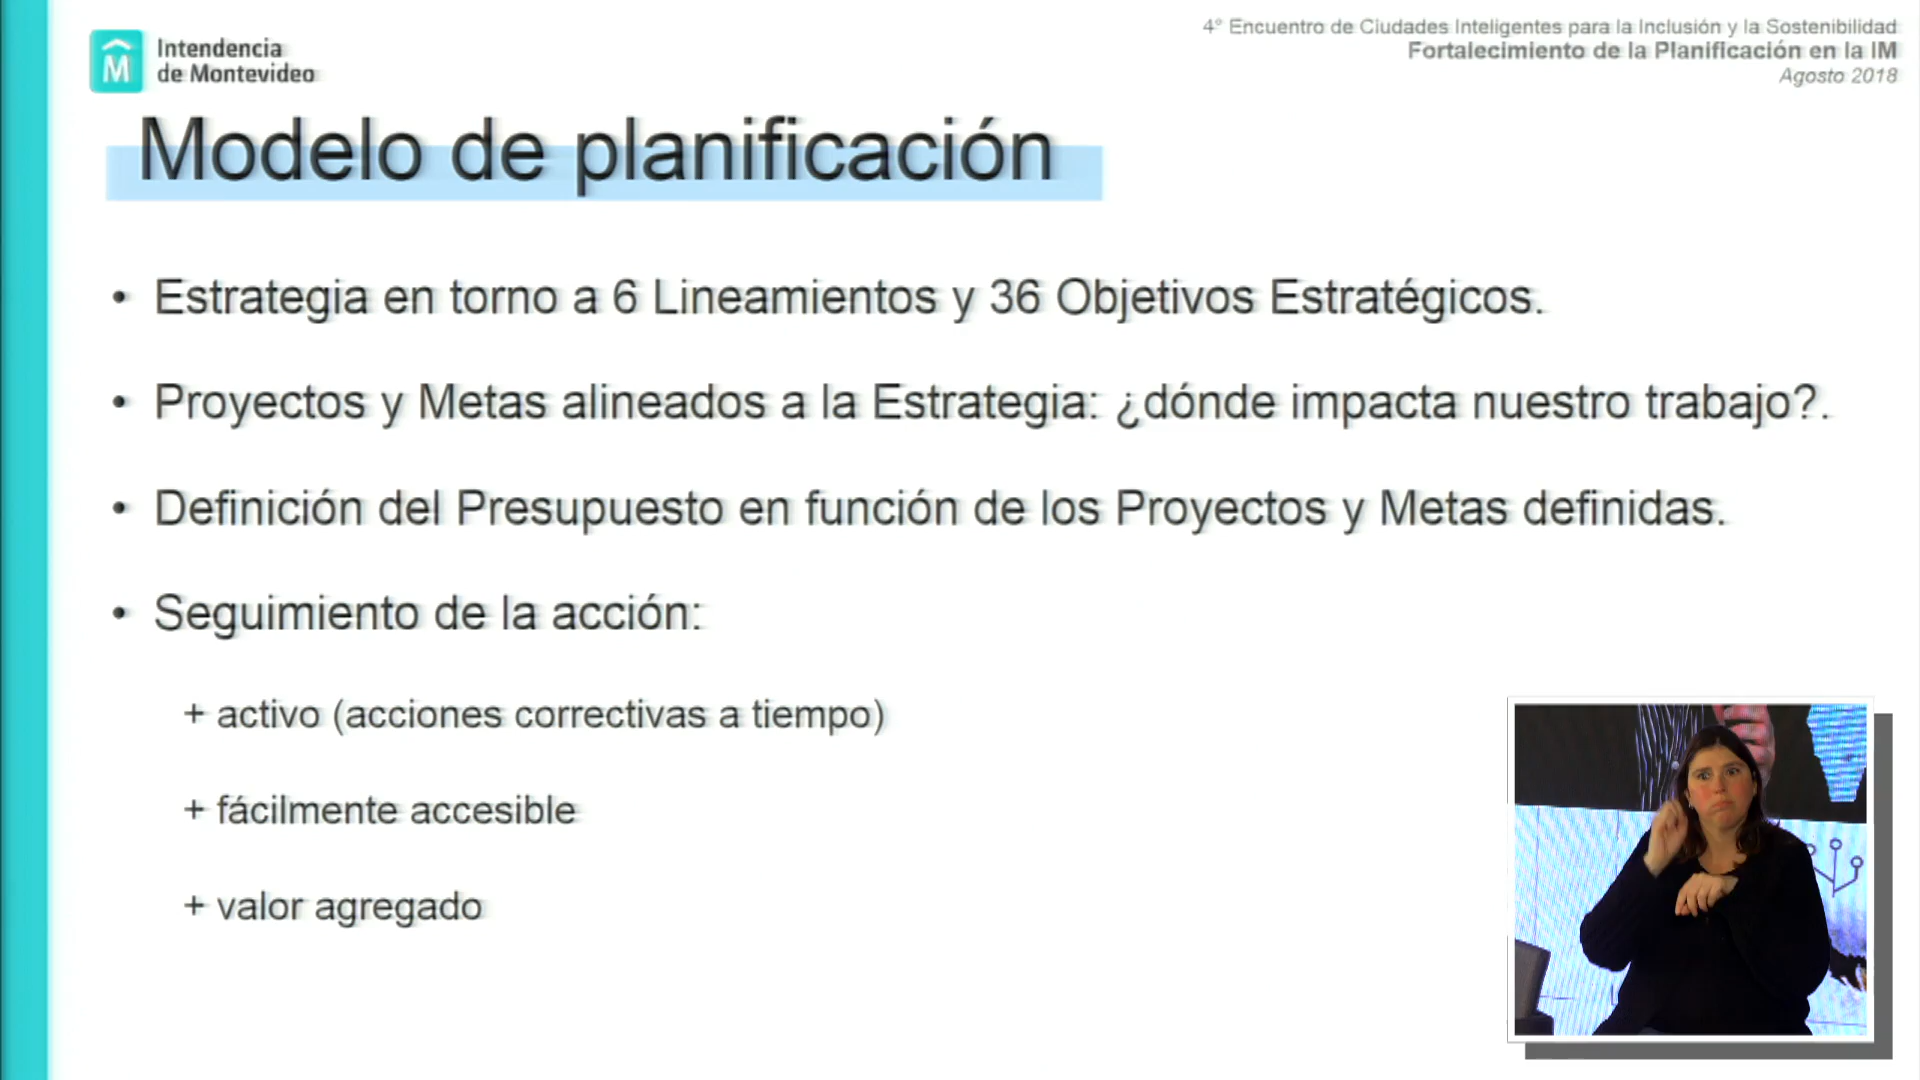 Intendencia
de Montevideo
4° Encuentro de Ciudades Inteligentes para la Inclusión y la Sostenibilidad
Fortalecimiento de la Planificación en la IM
Agosto 2018
Modelo de planificación
• Estrategia en torno a 6 Lineamientos y 36 Objetivos Estratégicos.
• Proyectos y Metas alineados a la Estrategia: ¿dónde impacta nuestro trabajo?.
• Definición del Presupuesto en función de los Proyectos y Metas definidas.
• Seguimiento de la acción:
+ activo (acciones correctivas a tiempo)
+ fácilmente accesible
+ valor agregado